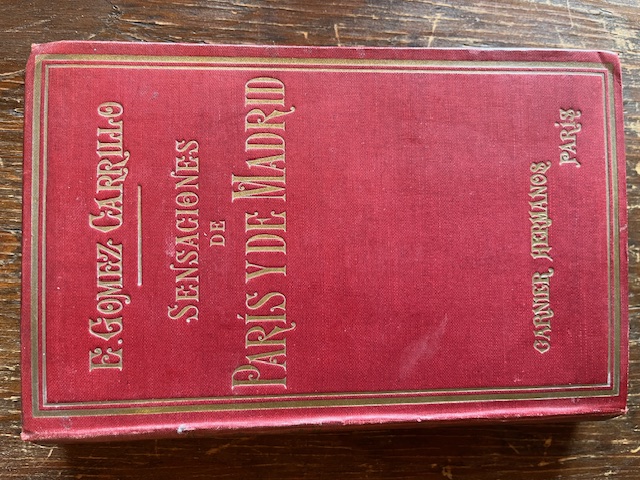 E. GOMEZ CARRILLO
SENSACIONES
DE
PARÍS Y DE MADRID
GARNIER HERMANOS
PARÍS